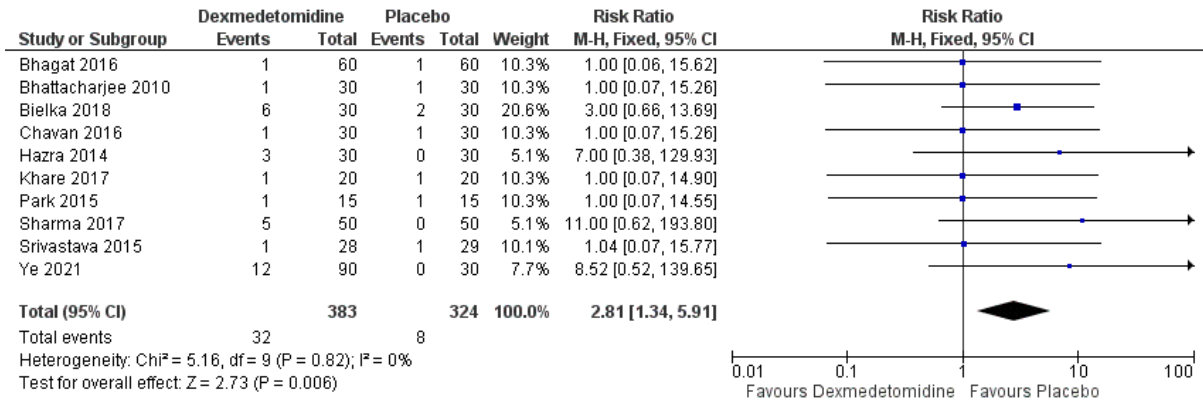 Dexmedetomidine Placebo Risk Ratio Risk Ratio
Study or Subgroup Events Total Events Total Weight M-H, Fixed, 95% CI M-H, Fixed, 95% CI
Bhagat 2016 1 60 1 60 10.3% 1.00 [0.06, 15.62]
Bhattacharjee 2010 1 30 1 30 10.3% 1.00 [0.07, 15.26]
Bielka 2018 6 30 2 30 20.6% 3.00 [0.66, 13.69]
Chavan 2016 1 30 1 30 10.3% 1.00 [0.07, 15.26]
Hazra 2014 3 30 0 30 5.1% 7.00 [0.38, 129.93]
Khare 2017 1 20 1 20 10.3% 1.00 [0.07, 14.90]
Park 2015 1 15 1 15 10.3% 1.00 [0.07, 14.55]
Sharma 2017 5 50 0 50 5.1% 11.00 [0.62, 193.80]
Srivastava 2015 1 28 1 29 10.1% 1.04 [0.07, 15.77]
Ye 2021 12 90 0 30 7.7% 8.52 [0.52, 139.65]
Total (95% CI) 383 324 100.0% 2.81 [1.34, 5.91]
Total events 32 8
Heterogeneity: Chi² = 5.16, df = 9 (P = 0.82); I² = 0%
Test for overall effect: Z = 2.73 (P = 0.006)
0.01 0.1 1 10 100
Favours Dexmedetomidine Favours Placebo